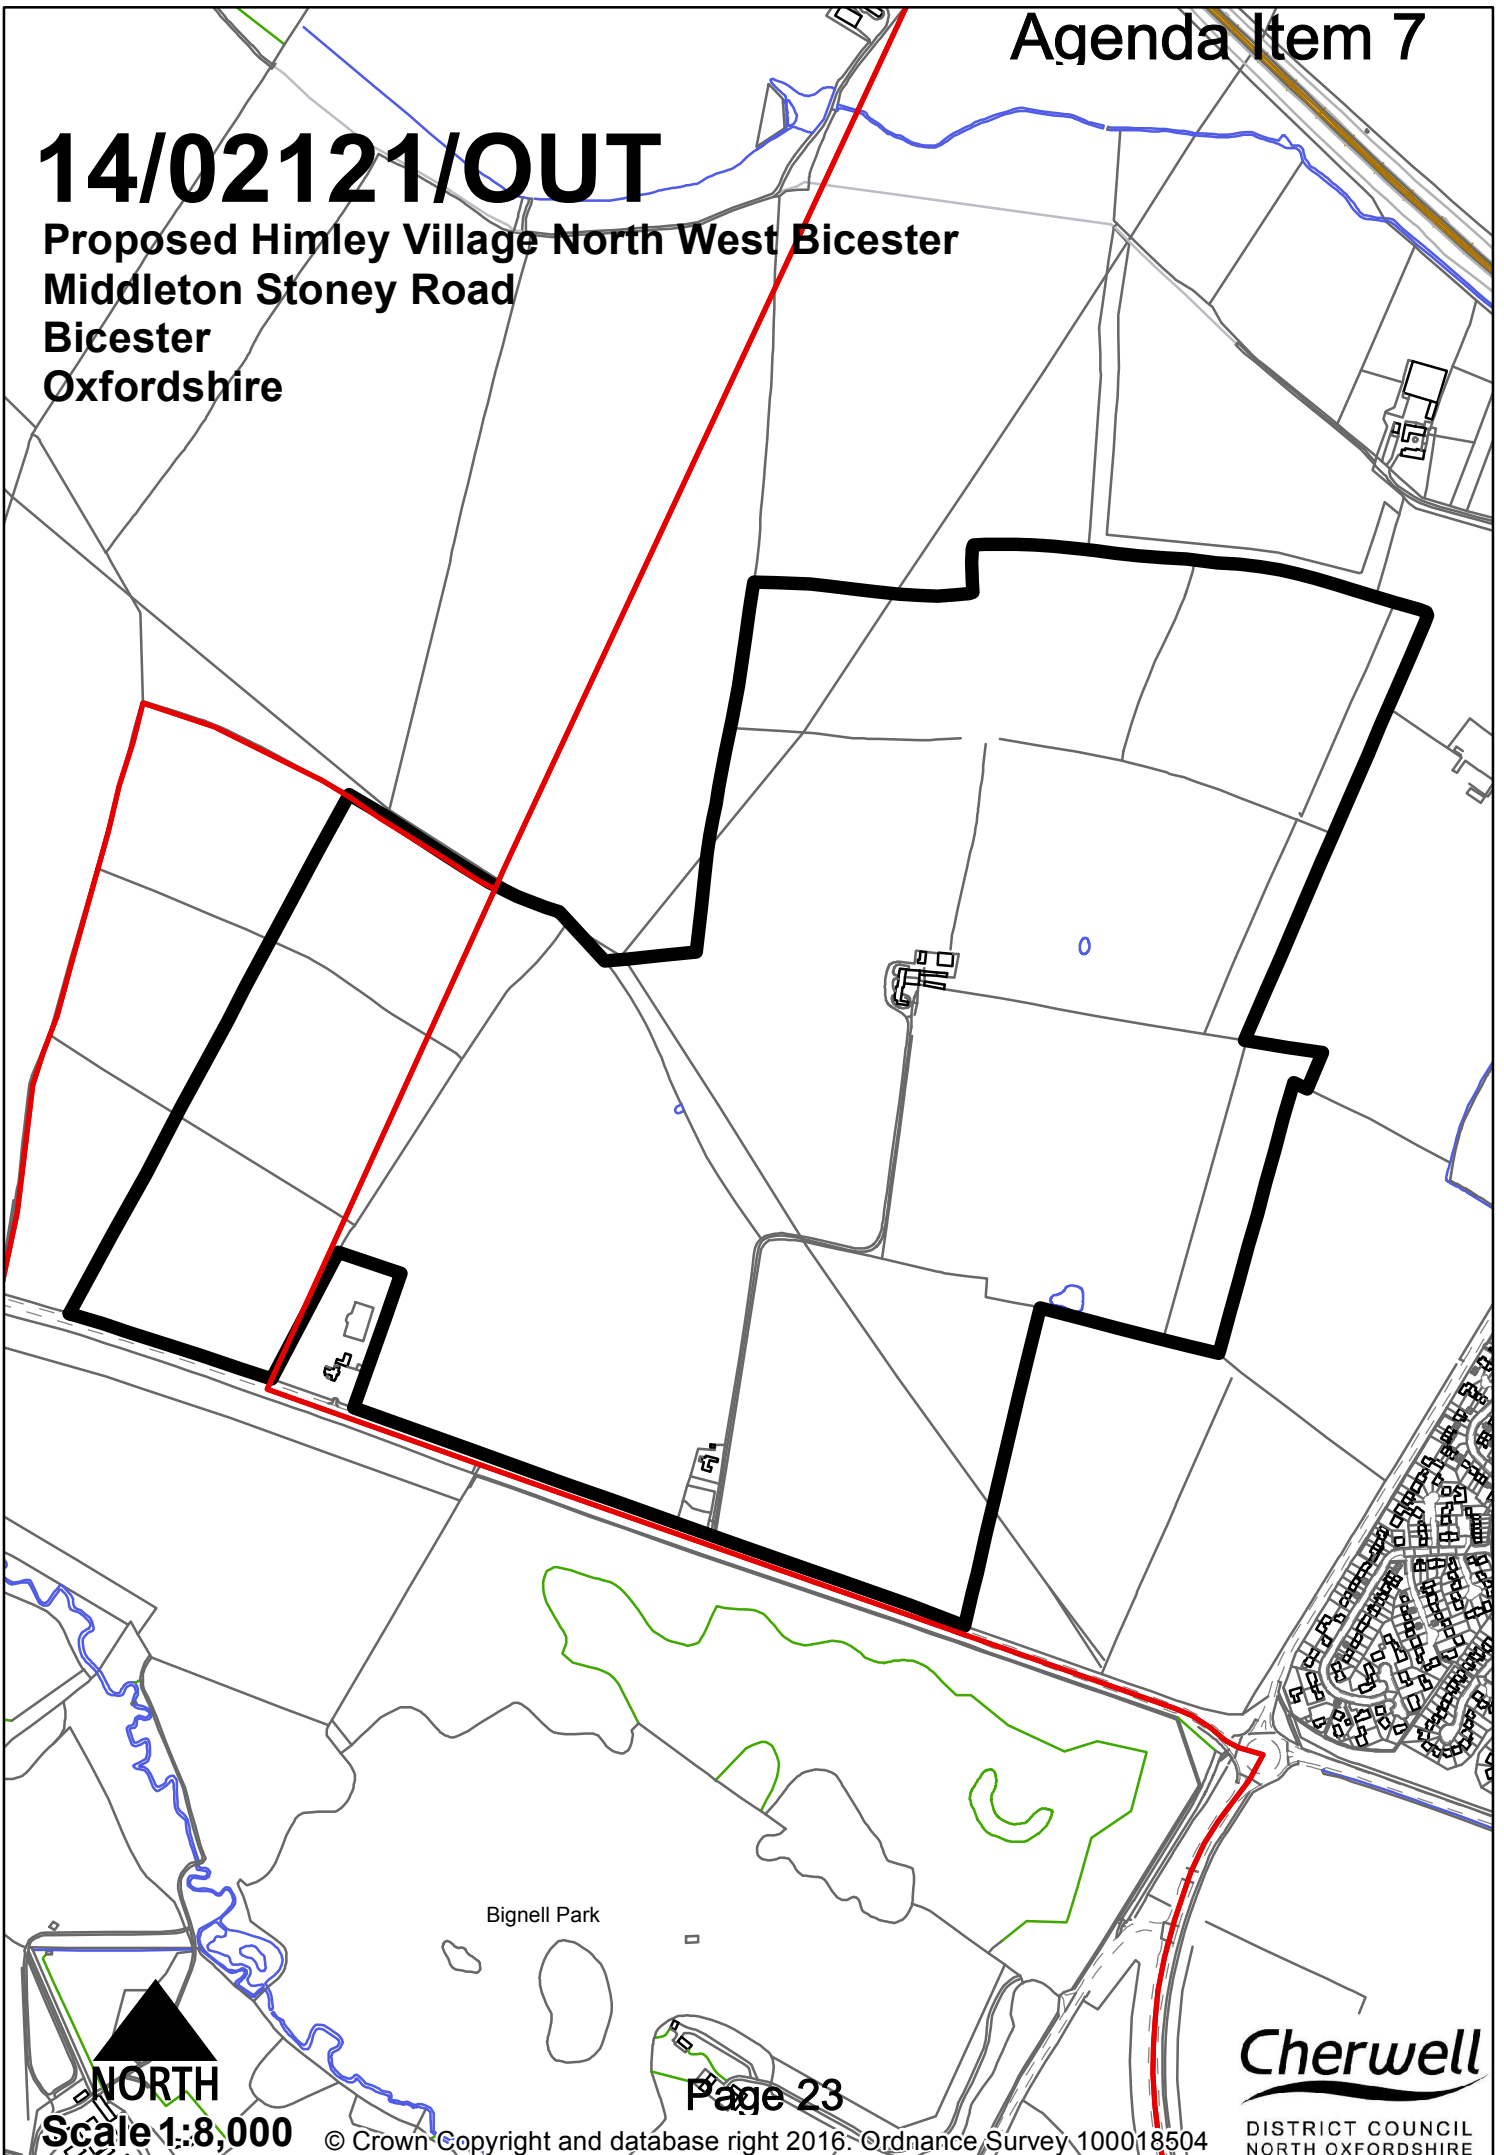 Agenda Item 7
14/02121/OUT
Proposed Himley Village North West Bicester
Middleton Stoney Road
Bicester
Oxfordshire
Bignell Park
NORTH
Scale 1:8,000
Page 23
© Crown Copyright and database right 2016. Ordnance Survey 100018504
Cherwell
DISTRICT COUNCIL
NORTH OXFORDSHIRE